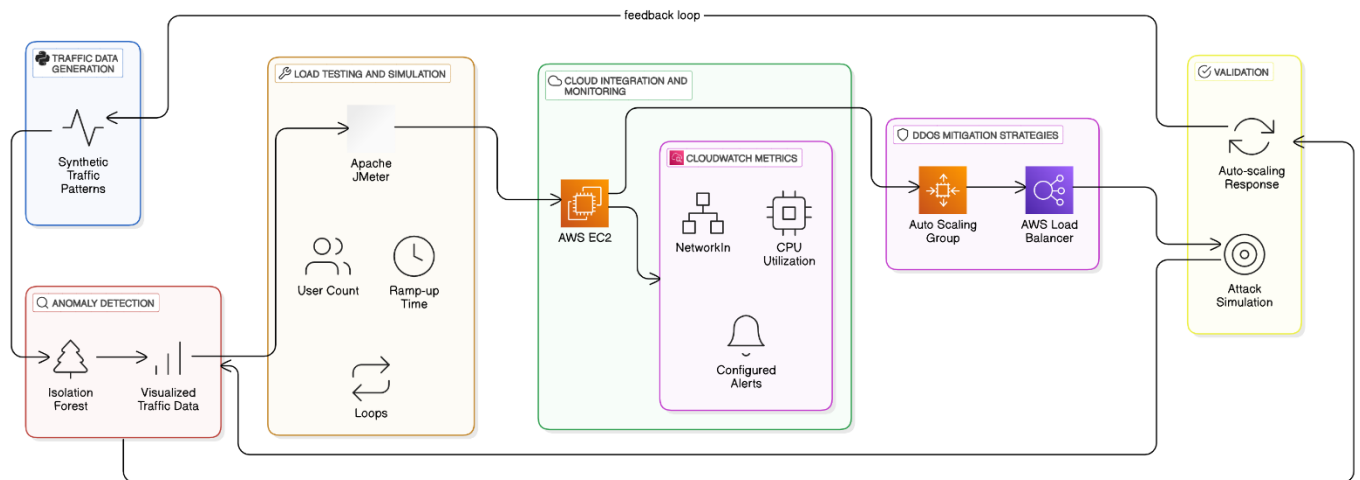 feedback loop
TRAFFIC DATA
GENERATION
Synthetic
Traffic
Patterns
ANOMALY DETECTION
Isolation
Forest
Visualized
Traffic Data
LOAD TESTING AND SIMULATION
Apache
JMeter
User Count
Ramp-up
Time
Loops
CLOUD INTEGRATION AND
MONITORING
AWS EC2
CLOUDWATCH METRICS
NetworkIn
CPU
Utilization
Configured
Alerts
DDOS MITIGATION STRATEGIES
Auto Scaling
Group
AWS Load
Balancer
VALIDATION
Auto-scaling
Response
Attack
Simulation